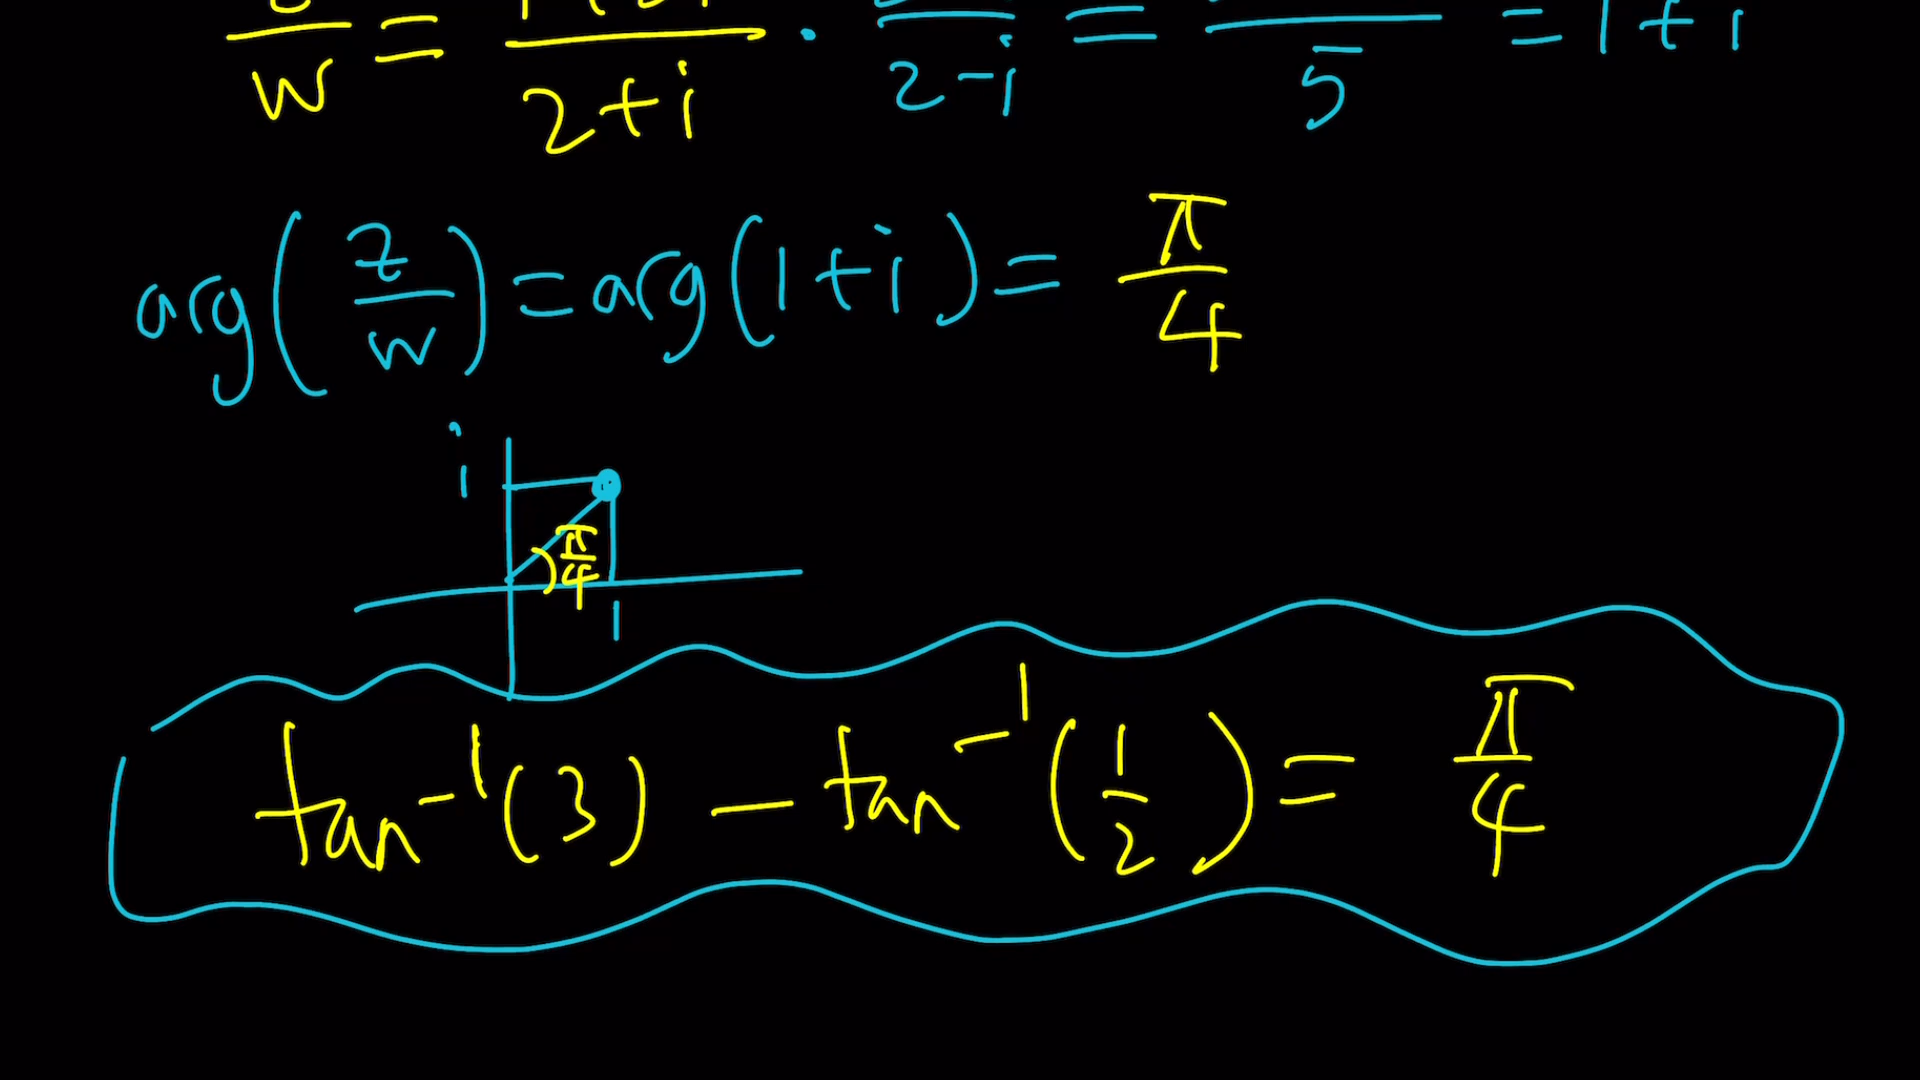 w = 2+i · 2-i = 5 = 1+i
arg(z/w) = arg(1+i) = π/4
i
π/4
1
tan⁻¹(3) — tan⁻¹(1/2) = π/4